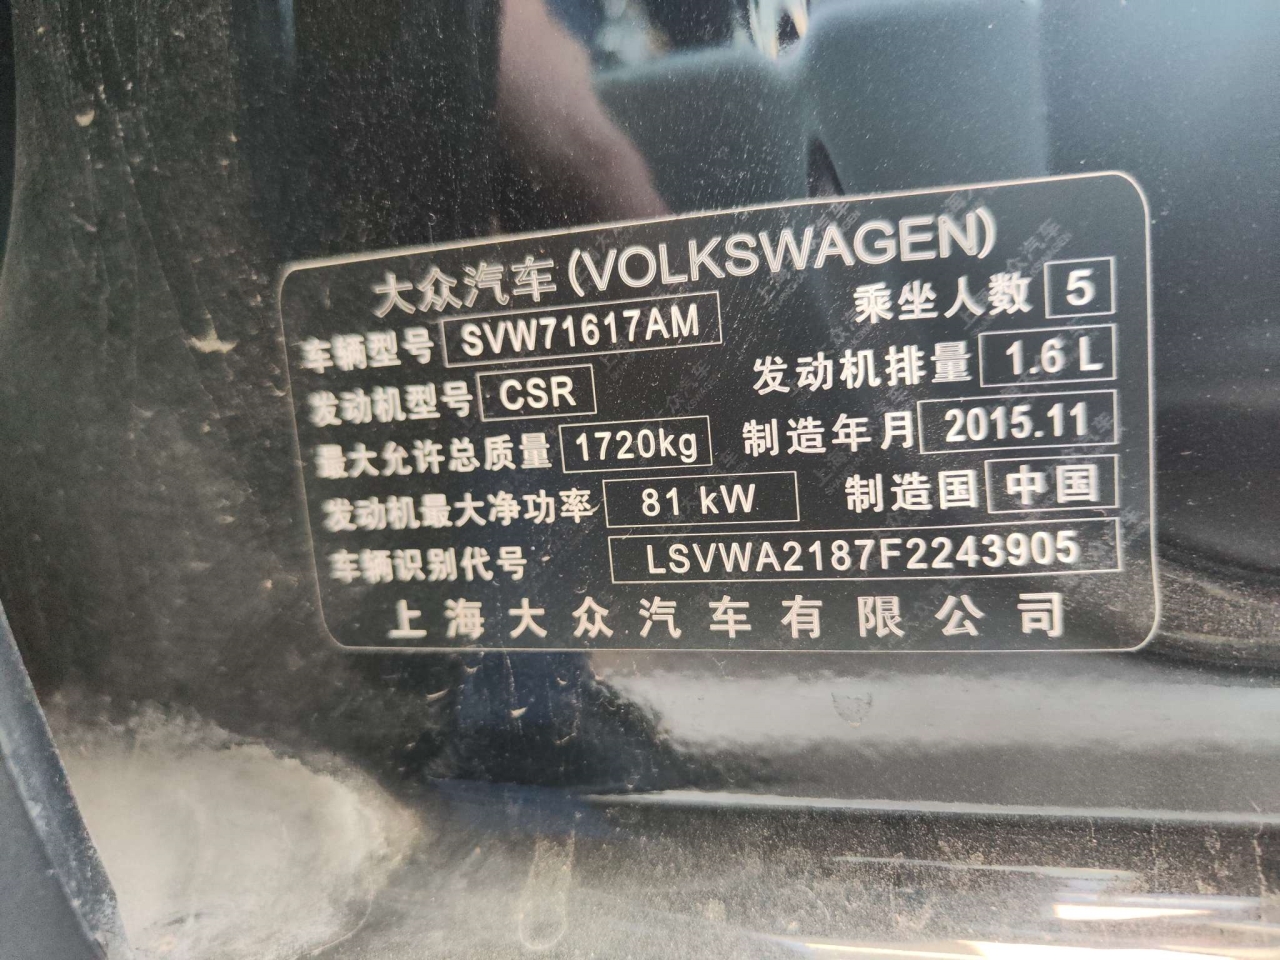 大众汽车(VOLKSWAGEN)
车辆型号 SVW71617AM 乘坐人数 5
发动机型号 CSR 发动机排量 1.6 L
最大允许总质量 1720kg 制造年月 2015.11
发动机最大净功率 81 kW 制造国 中国
车辆识别代号 LSVWA2187F2243905
上海大众汽车有限公司